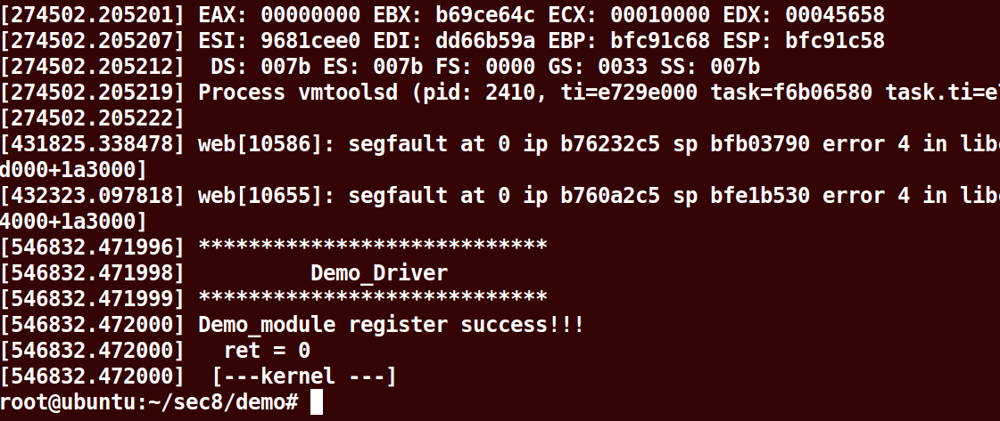 [274502.205201] EAX: 00000000 EBX: b69ce64c ECX: 00010000 EDX: 00045658
[274502.205207] ESI: 9681cee0 EDI: dd66b59a EBP: bfc91c68 ESP: bfc91c58
[274502.205212]  DS: 007b ES: 007b FS: 0000 GS: 0033 SS: 007b
[274502.205219] Process vmtoolsd (pid: 2410, ti=e729e000 task=f6b06580 task.ti=e7
[274502.205222]
[431825.338478] web[10586]: segfault at 0 ip b76232c5 sp bfb03790 error 4 in libc
d000+1a3000]
[432323.097818] web[10655]: segfault at 0 ip b760a2c5 sp bfe1b530 error 4 in libc
4000+1a3000]
[546832.471996] ****************************
[546832.471998]          Demo_Driver
[546832.471999] ****************************
[546832.472000] Demo_module register success!!!
[546832.472000]   ret = 0
[546832.472000]  [---kernel ---]
root@ubuntu:~/sec8/demo#